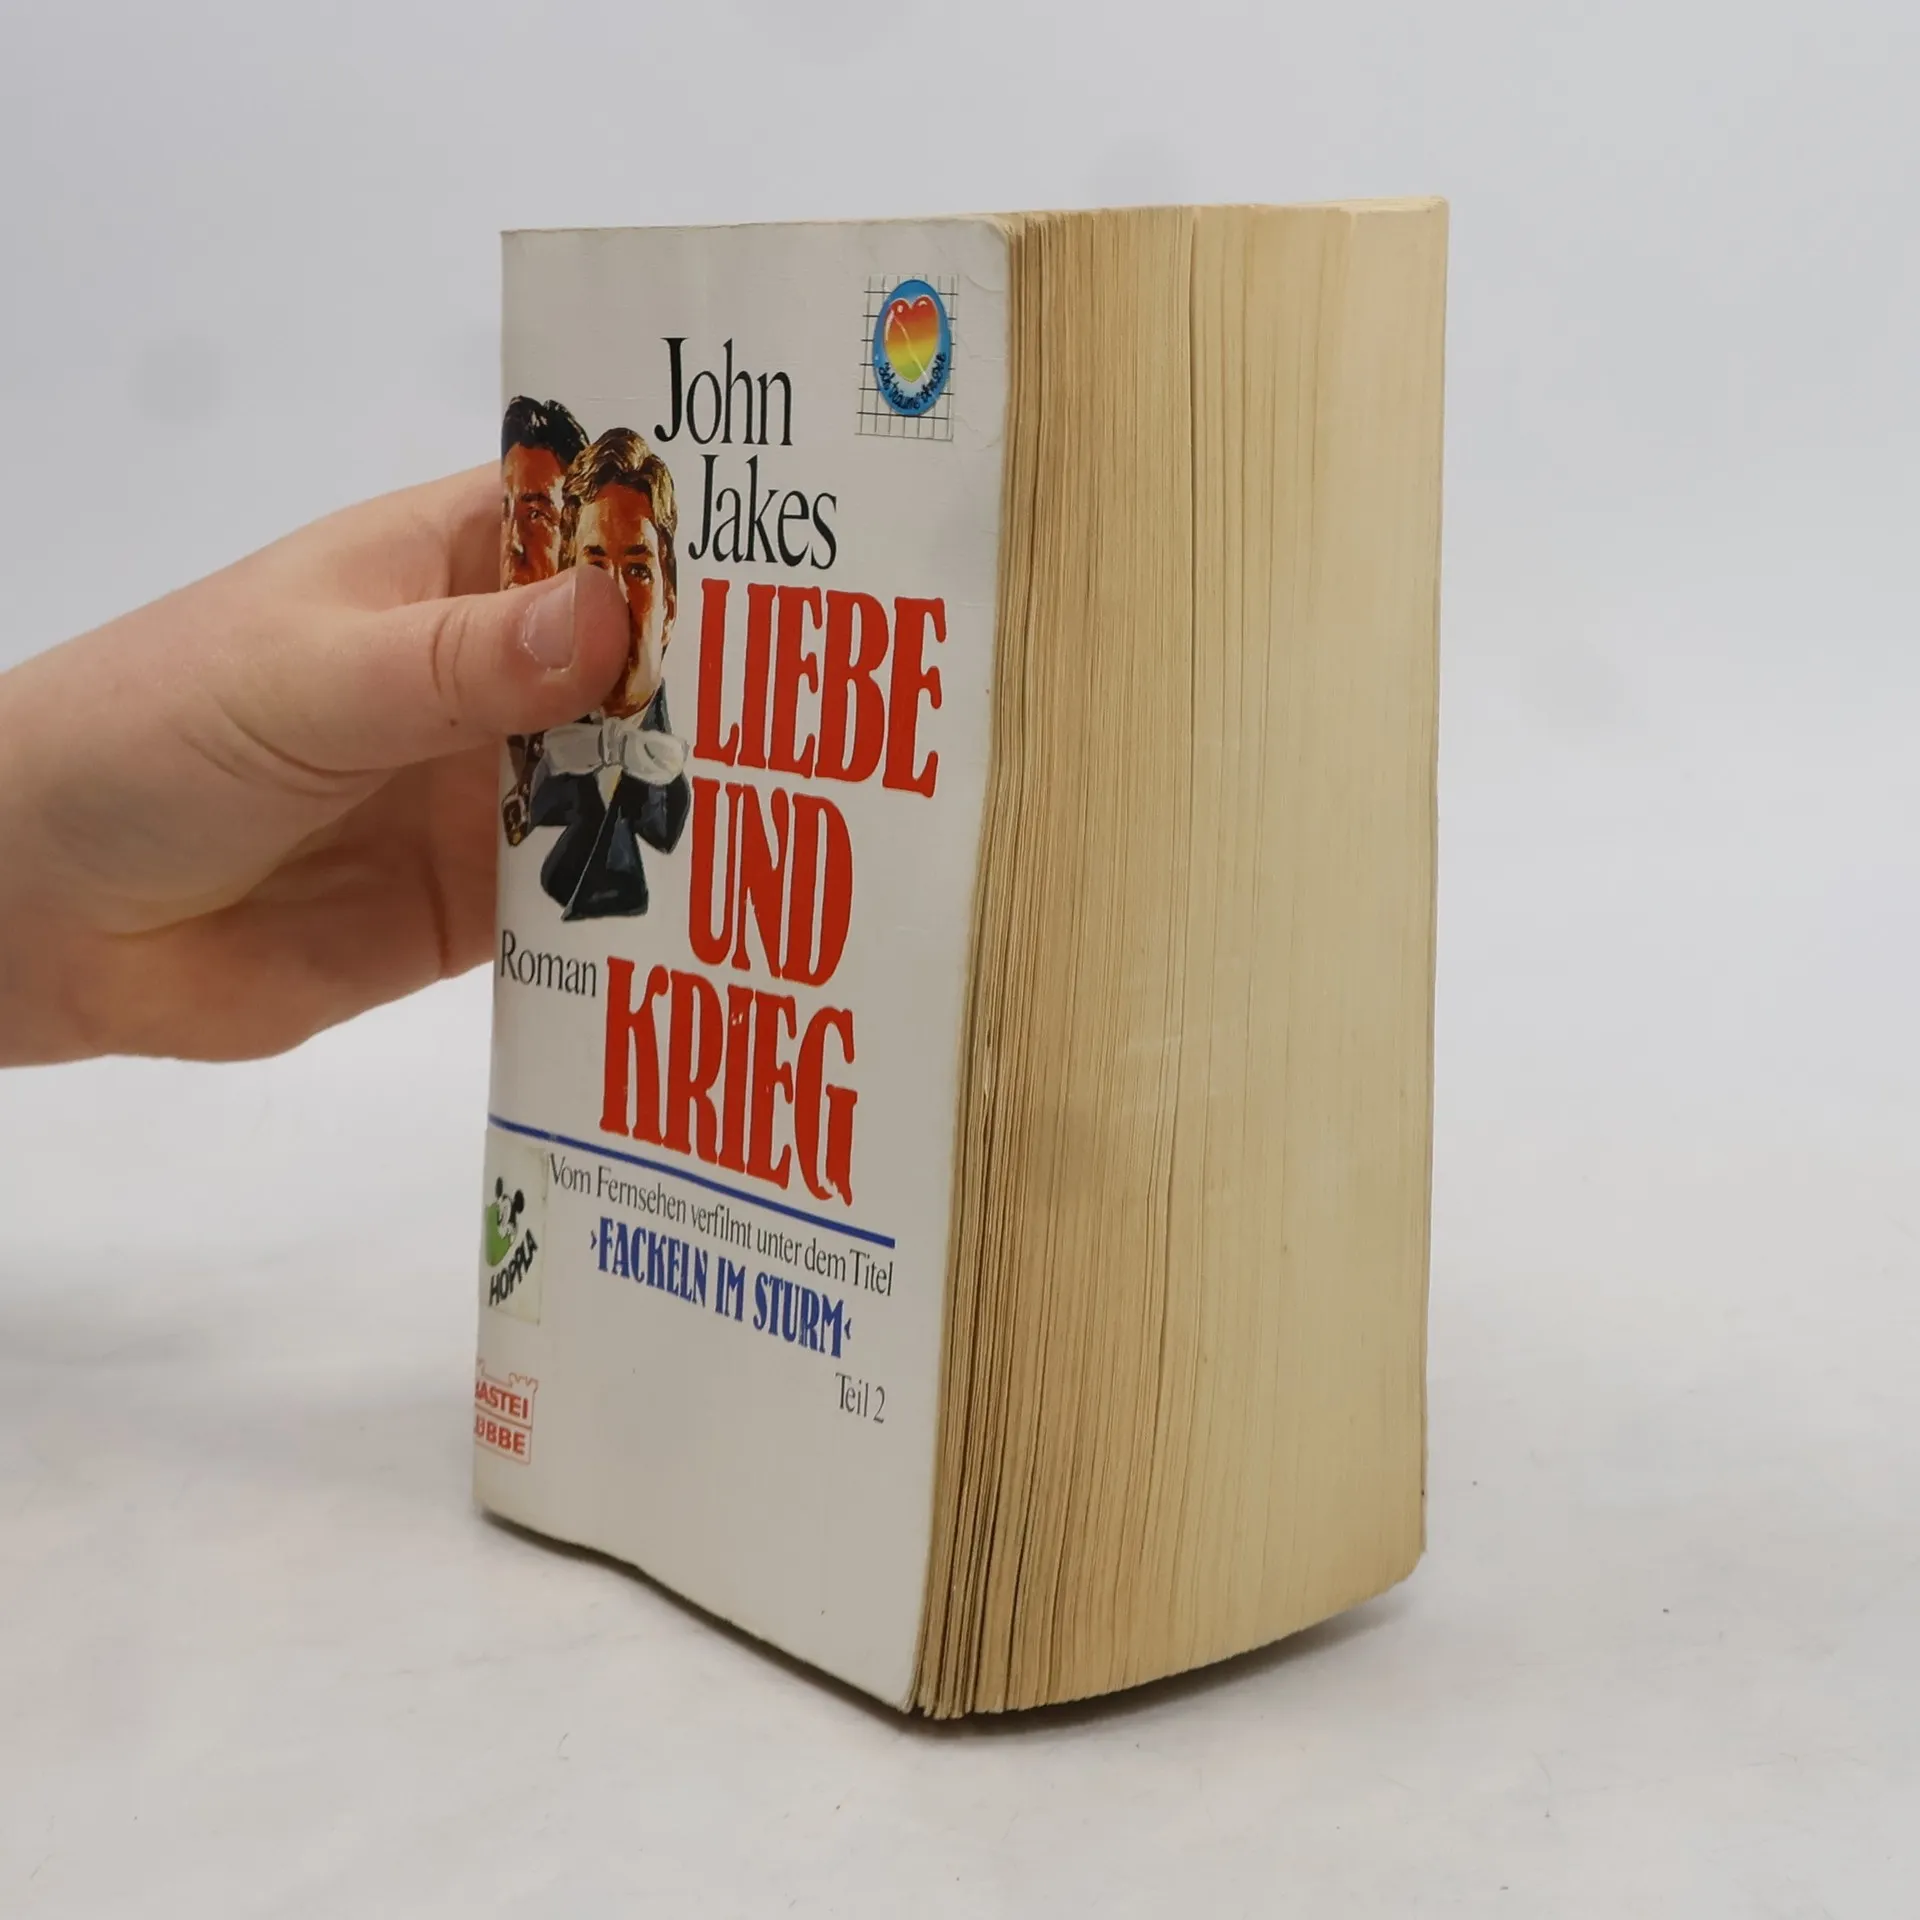 John
Jakes
LIEBE
UND
Roman
KRIEG
Vom Fernsehen verfilmt unter dem Titel
›FACKELN IM STURM‹
Teil 2
HOPPLA
BASTEI
LÜBBE